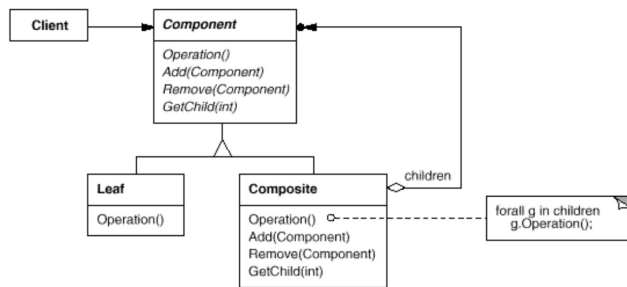 Client
Component
Operation()
Add(Component)
Remove(Component)
GetChild(int)
Leaf
Operation()
Composite
Operation()
Add(Component)
Remove(Component)
GetChild(int)
children
forall g in children
g.Operation();